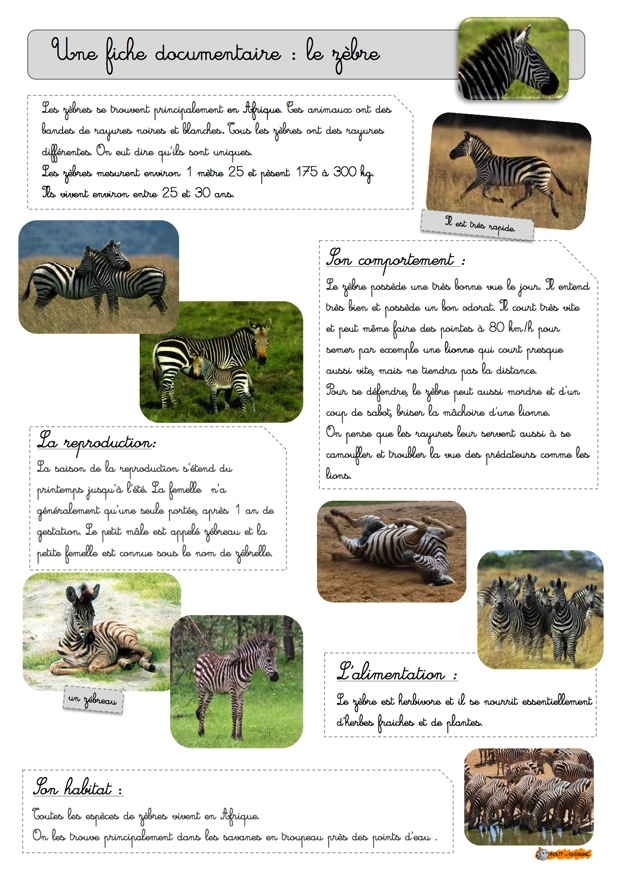 Une fiche documentaire : le zèbre
Les zèbres se trouvent principalement en Afrique. Ces animaux ont des
bandes de rayures noires et blanches. Tous les zèbres ont des rayures
différentes. On eut dire qu'ils sont uniques.
Les zèbres mesurent environ 1 mètre 25 et pèsent 175 à 300 kg.
Ils vivent environ entre 25 et 30 ans.
Il est très rapide.
Son comportement :
Le zèbre possède une très bonne vue le jour. Il entend
très bien et possède un bon odorat. Il court très vite
et peut même faire des pointes à 80 km/h pour
semer par exemple une lionne qui court presque
aussi vite, mais ne tiendra pas la distance.
Pour se défendre, le zèbre peut aussi mordre et d'un
coup de sabot, briser la mâchoire d'une lionne.
On pense que les rayures leur servent aussi à se
camoufler et troubler la vue des prédateurs comme les
lions.
La reproduction:
La saison de la reproduction s'étend du
printemps jusqu'à l'été. La femelle n'a
généralement qu'une seule portée, après 1 an de
gestation. Le petit mâle est appelé zébreau et la
petite femelle est connue sous le nom de zébrelle.
un zébreau
L'alimentation :
Le zèbre est herbivore et il se nourrit essentiellement
d'herbes fraiches et de plantes.
Son habitat :
Toutes les espèces de zèbres vivent en Afrique.
On les trouve principalement dans les savanes en troupeau près des points d'eau .
BOUT DE GOMME